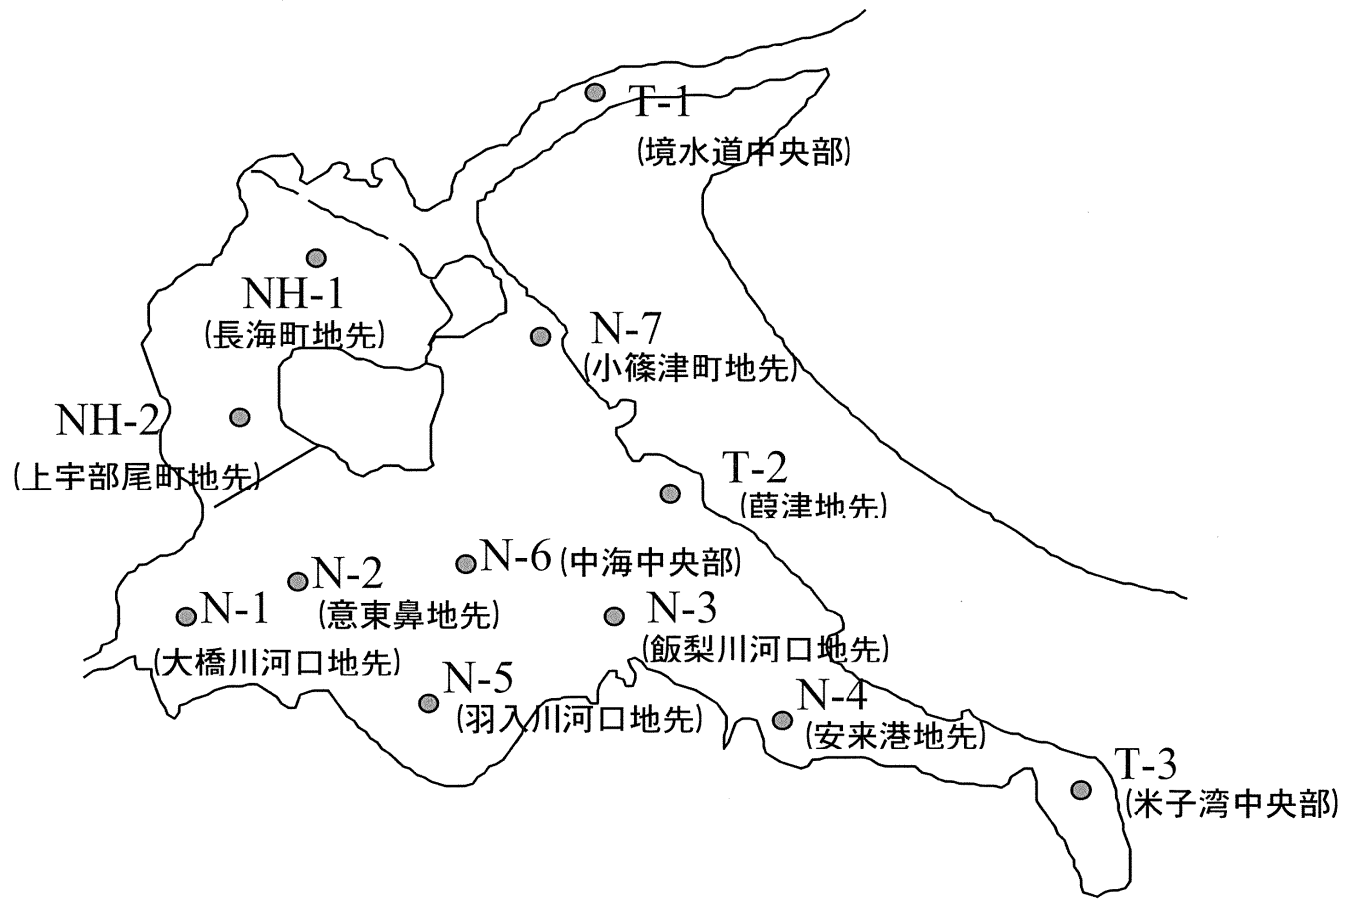 T-1
(境水道中央部)
NH-1
(長海町地先)
N-7
(小篠津町地先)
NH-2
(上宇部尾町地先)
T-2
(葭津地先)
N-6(中海中央部)
N-2
(意東鼻地先)
N-1
(大橋川河口地先)
N-3
(飯梨川河口地先)
N-5
(羽入川河口地先)
N-4
(安来港地先)
T-3
(米子湾中央部)